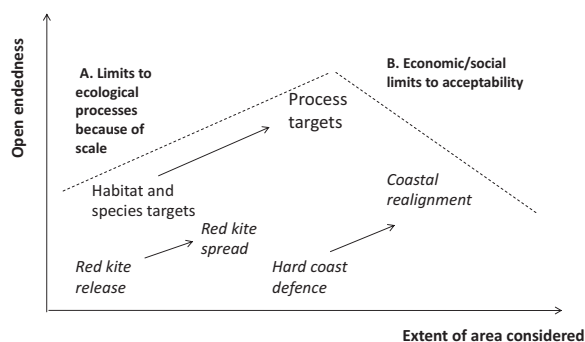 Open endedness
A. Limits to
ecological
processes
because of
scale
B. Economic/social
limits to acceptability
Process
targets
Habitat and
species targets
Coastal
realignment
Red kite
spread
Red kite
release
Hard coast
defence
Extent of area considered